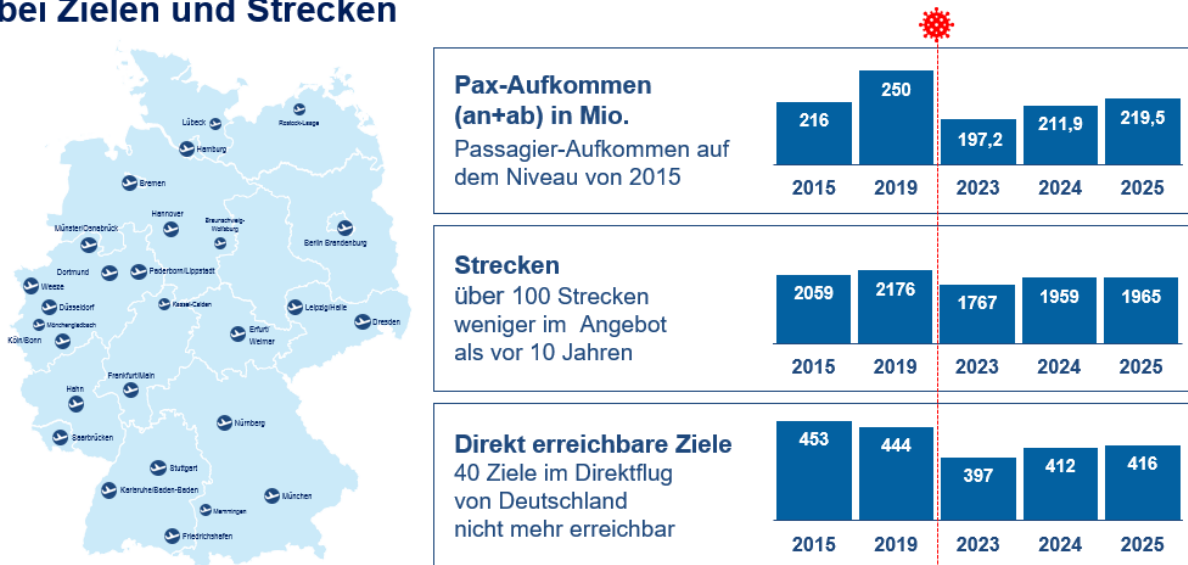 bei Zielen und Strecken
Lübeck
Rostock-Laage
Hamburg
Bremen
Hannover
Braunschweig-
Wolfsburg
Münster/Osnabrück
Berlin Brandenburg
Dortmund
Paderborn/Lippstadt
Weeze
Düsseldorf
Kassel-Calden
Leipzig/Halle
Mönchengladbach
Dresden
Köln/Bonn
Erfurt/
Weimer
Frankfurt/Main
Hahn
Nürnberg
Saarbrücken
Stuttgart
Karlsruhe/Baden-Baden
München
Memmingen
Friedrichshafen
Pax-Aufkommen
(an+ab) in Mio.
Passagier-Aufkommen auf
dem Niveau von 2015
216 250 197,2 211,9 219,5
2015 2019 2023 2024 2025
Strecken
über 100 Strecken
weniger im Angebot
als vor 10 Jahren
2059 2176 1767 1959 1965
2015 2019 2023 2024 2025
Direkt erreichbare Ziele
40 Ziele im Direktflug
von Deutschland
nicht mehr erreichbar
453 444 397 412 416
2015 2019 2023 2024 2025